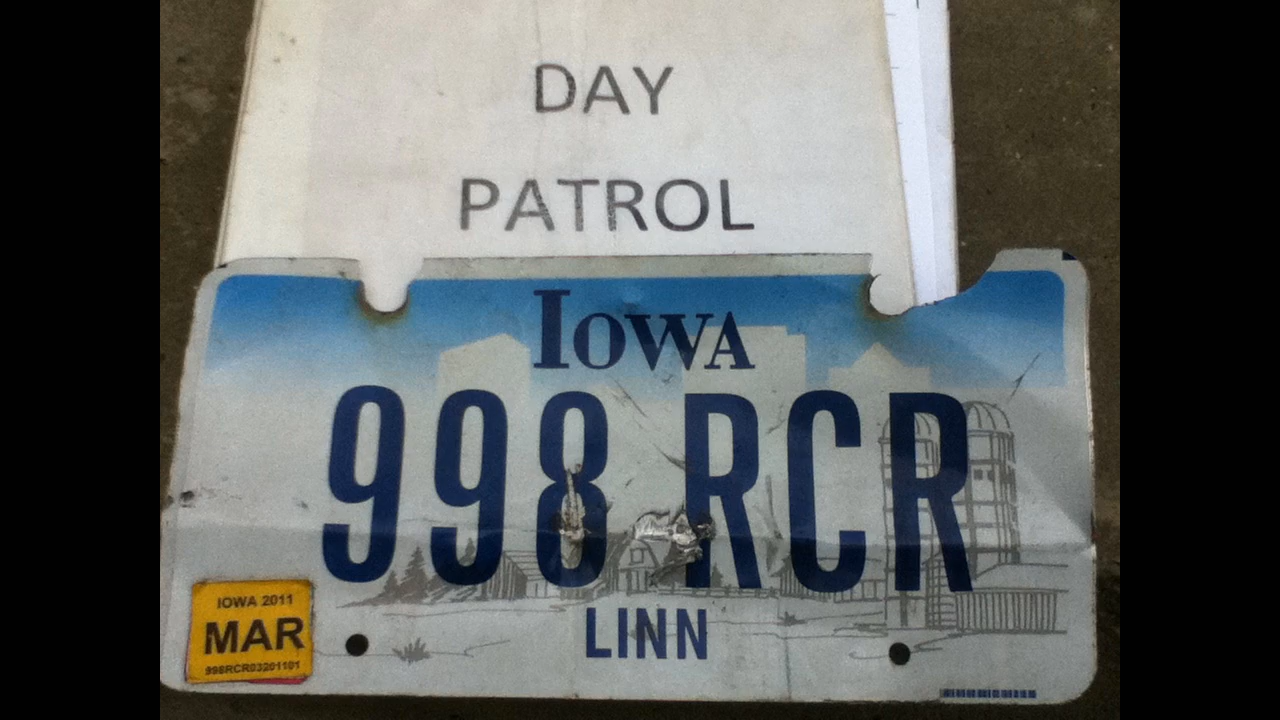 DAY
PATROL
IOWA
998 RCR
IOWA 2011
MAR
998RCR03201101
LINN